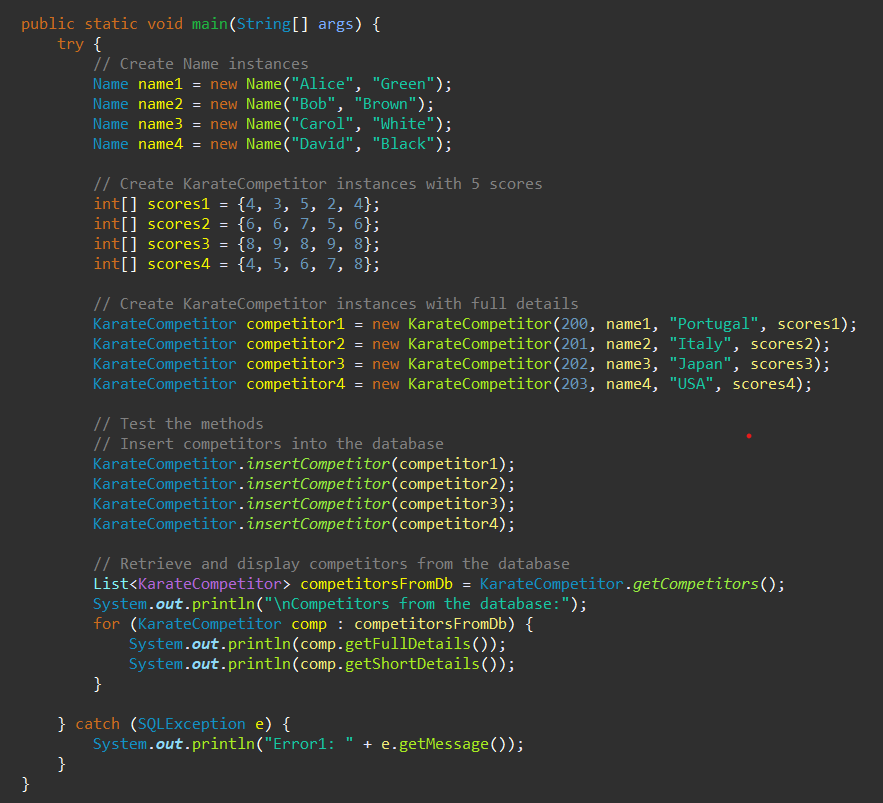 public static void main(String[] args) {
    try {
        // Create Name instances
        Name name1 = new Name("Alice", "Green");
        Name name2 = new Name("Bob", "Brown");
        Name name3 = new Name("Carol", "White");
        Name name4 = new Name("David", "Black");

        // Create KarateCompetitor instances with 5 scores
        int[] scores1 = {4, 3, 5, 2, 4};
        int[] scores2 = {6, 6, 7, 5, 6};
        int[] scores3 = {8, 9, 8, 9, 8};
        int[] scores4 = {4, 5, 6, 7, 8};

        // Create KarateCompetitor instances with full details
        KarateCompetitor competitor1 = new KarateCompetitor(200, name1, "Portugal", scores1);
        KarateCompetitor competitor2 = new KarateCompetitor(201, name2, "Italy", scores2);
        KarateCompetitor competitor3 = new KarateCompetitor(202, name3, "Japan", scores3);
        KarateCompetitor competitor4 = new KarateCompetitor(203, name4, "USA", scores4);

        // Test the methods
        // Insert competitors into the database
        KarateCompetitor.insertCompetitor(competitor1);
        KarateCompetitor.insertCompetitor(competitor2);
        KarateCompetitor.insertCompetitor(competitor3);
        KarateCompetitor.insertCompetitor(competitor4);

        // Retrieve and display competitors from the database
        List<KarateCompetitor> competitorsFromDb = KarateCompetitor.getCompetitors();
        System.out.println("\nCompetitors from the database:");
        for (KarateCompetitor comp : competitorsFromDb) {
            System.out.println(comp.getFullDetails());
            System.out.println(comp.getShortDetails());
        }

    } catch (SQLException e) {
        System.out.println("Error1: " + e.getMessage());
    }
}